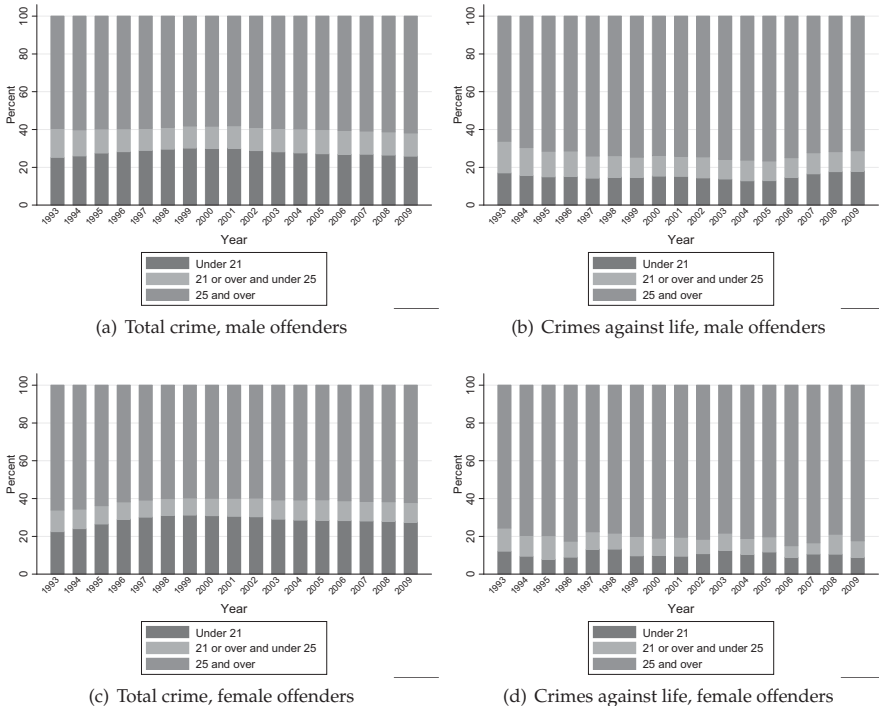 Percent
0 20 40 60 80 100
1993 1994 1995 1996 1997 1998 1999 2000 2001 2002 2003 2004 2005 2006 2007 2008 2009
Year
Under 21
21 or over and under 25
25 and over
(a) Total crime, male offenders
Percent
0 20 40 60 80 100
1993 1994 1995 1996 1997 1998 1999 2000 2001 2002 2003 2004 2005 2006 2007 2008 2009
Year
Under 21
21 or over and under 25
25 and over
(b) Crimes against life, male offenders
Percent
0 20 40 60 80 100
1993 1994 1995 1996 1997 1998 1999 2000 2001 2002 2003 2004 2005 2006 2007 2008 2009
Year
Under 21
21 or over and under 25
25 and over
(c) Total crime, female offenders
Percent
0 20 40 60 80 100
1993 1994 1995 1996 1997 1998 1999 2000 2001 2002 2003 2004 2005 2006 2007 2008 2009
Year
Under 21
21 or over and under 25
25 and over
(d) Crimes against life, female offenders